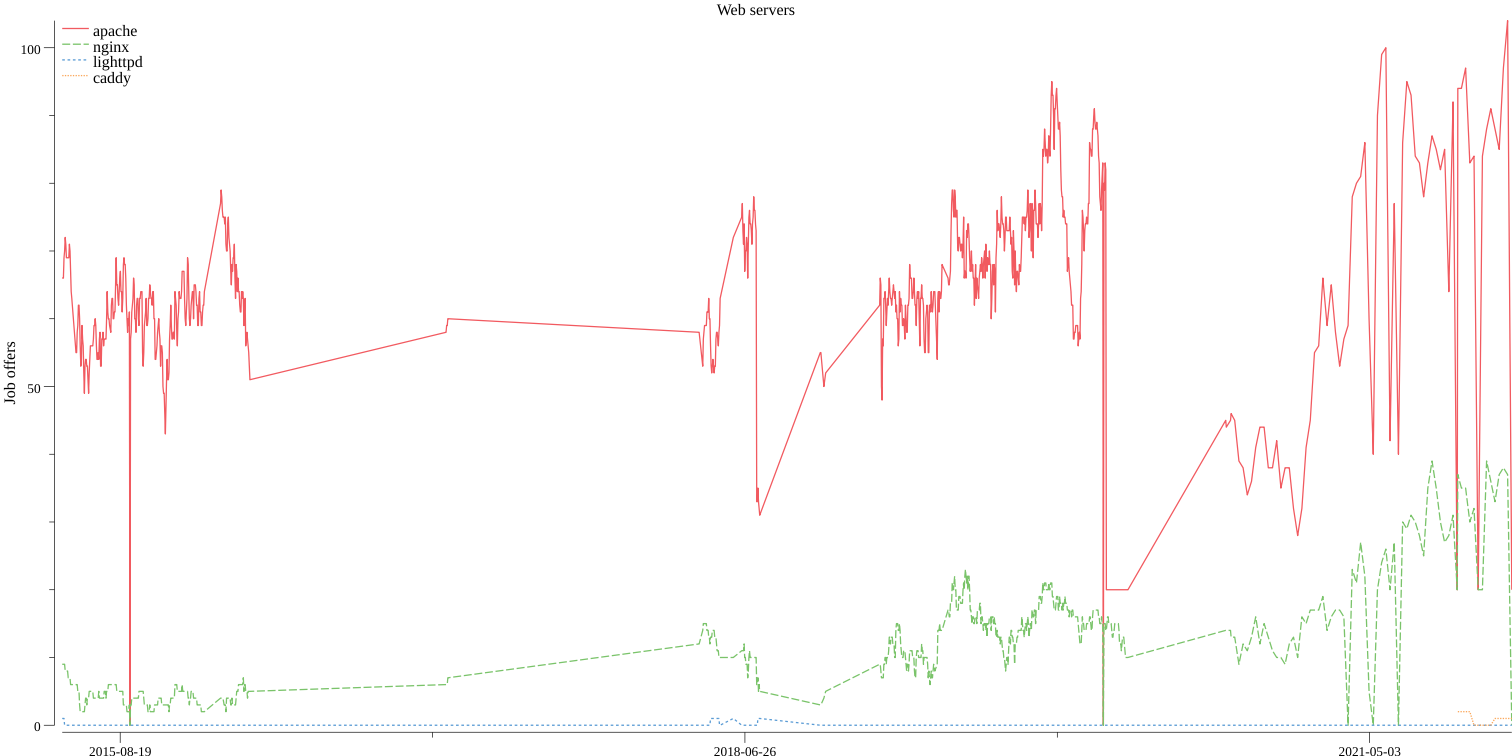 Web servers
apache
nginx
lighttpd
caddy
100
50
0
Job offers
2015-08-19
2018-06-26
2021-05-03